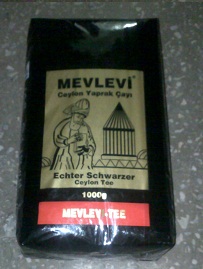 MEVLEVİ
Ceylon Yaprak Çayı
Echter Schwarzer
Ceylon Tee
1000g
MEVLEVİ-TEE